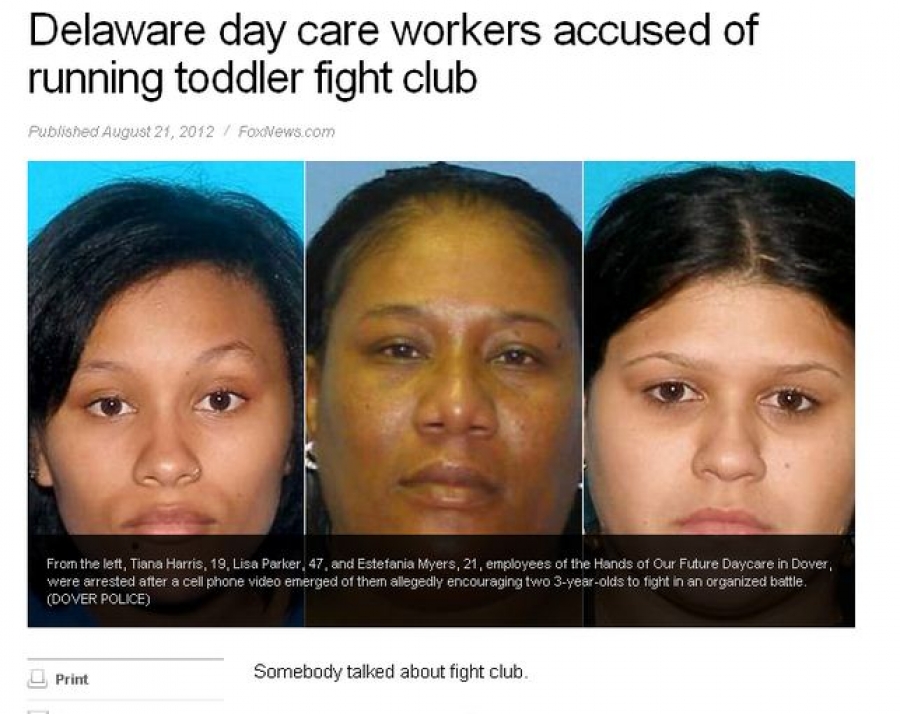 Delaware day care workers accused of
running toddler fight club
Published August 21, 2012 / FoxNews.com
From the left, Tiana Harris, 19, Lisa Parker, 47, and Estefania Myers, 21, employees of the Hands of Our Future Daycare in Dover,
were arrested after a cell phone video emerged of them allegedly encouraging two 3-year-olds to fight in an organized battle.
(DOVER POLICE)
Somebody talked about fight club.
Print